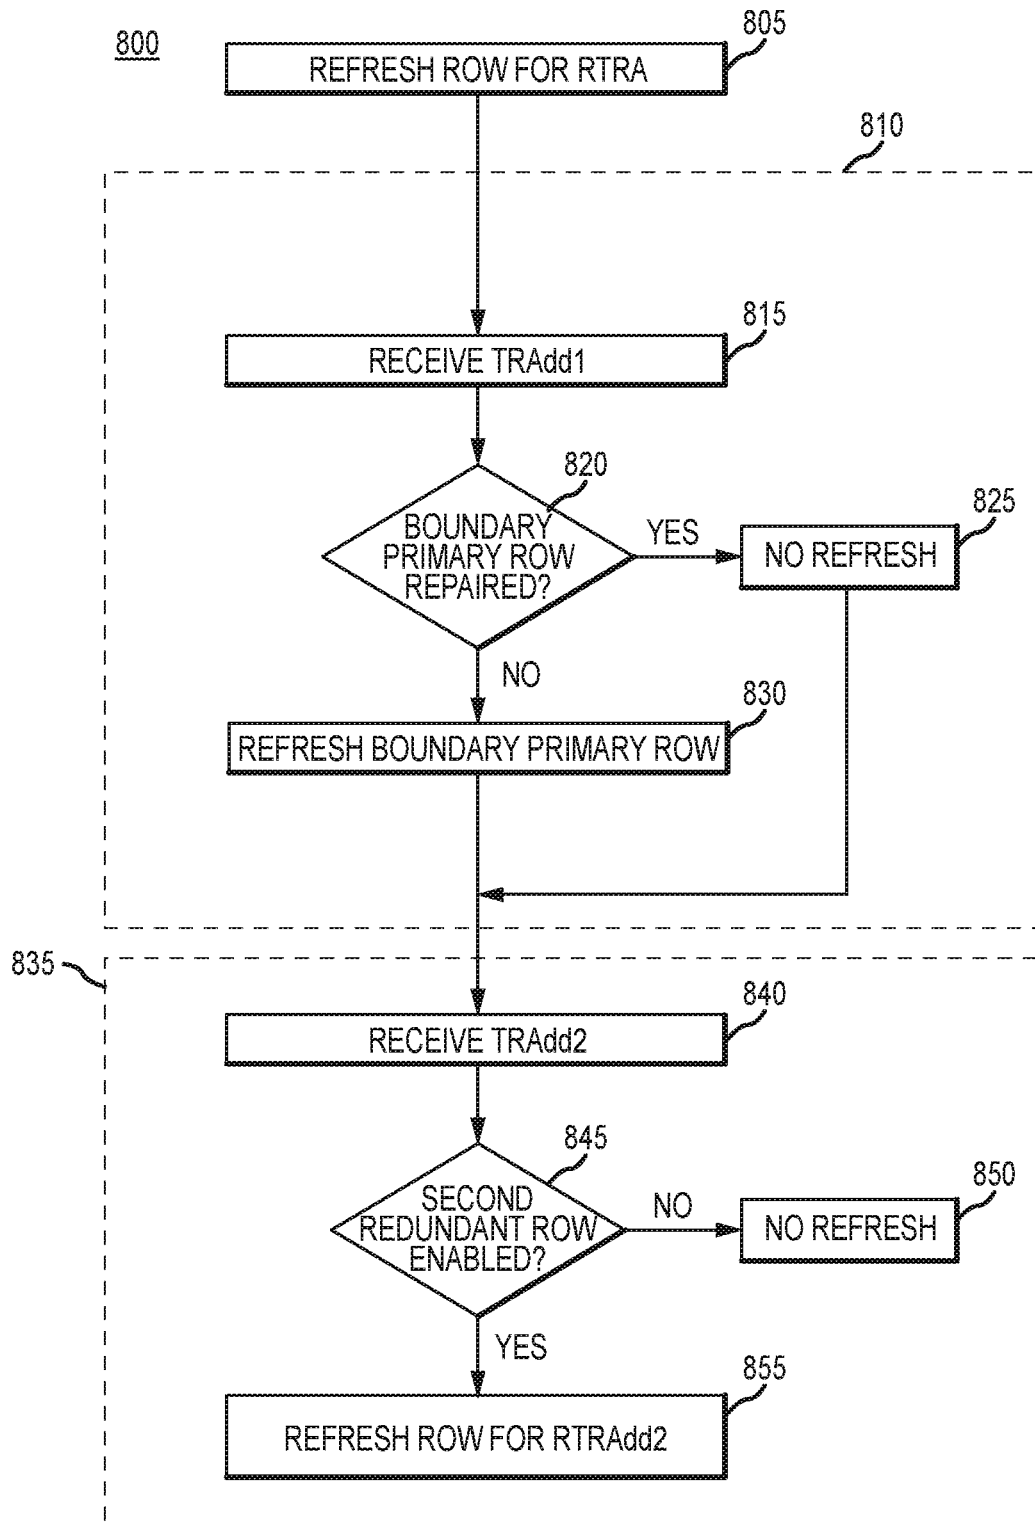 800
805
REFRESH ROW FOR RTRA
810
815
RECEIVE TRAdd1
820
BOUNDARY
PRIMARY ROW
REPAIRED?
YES
825
NO REFRESH
NO
830
REFRESH BOUNDARY PRIMARY ROW
835
840
RECEIVE TRAdd2
845
SECOND
REDUNDANT ROW
ENABLED?
NO
850
NO REFRESH
YES
855
REFRESH ROW FOR RTRAdd2